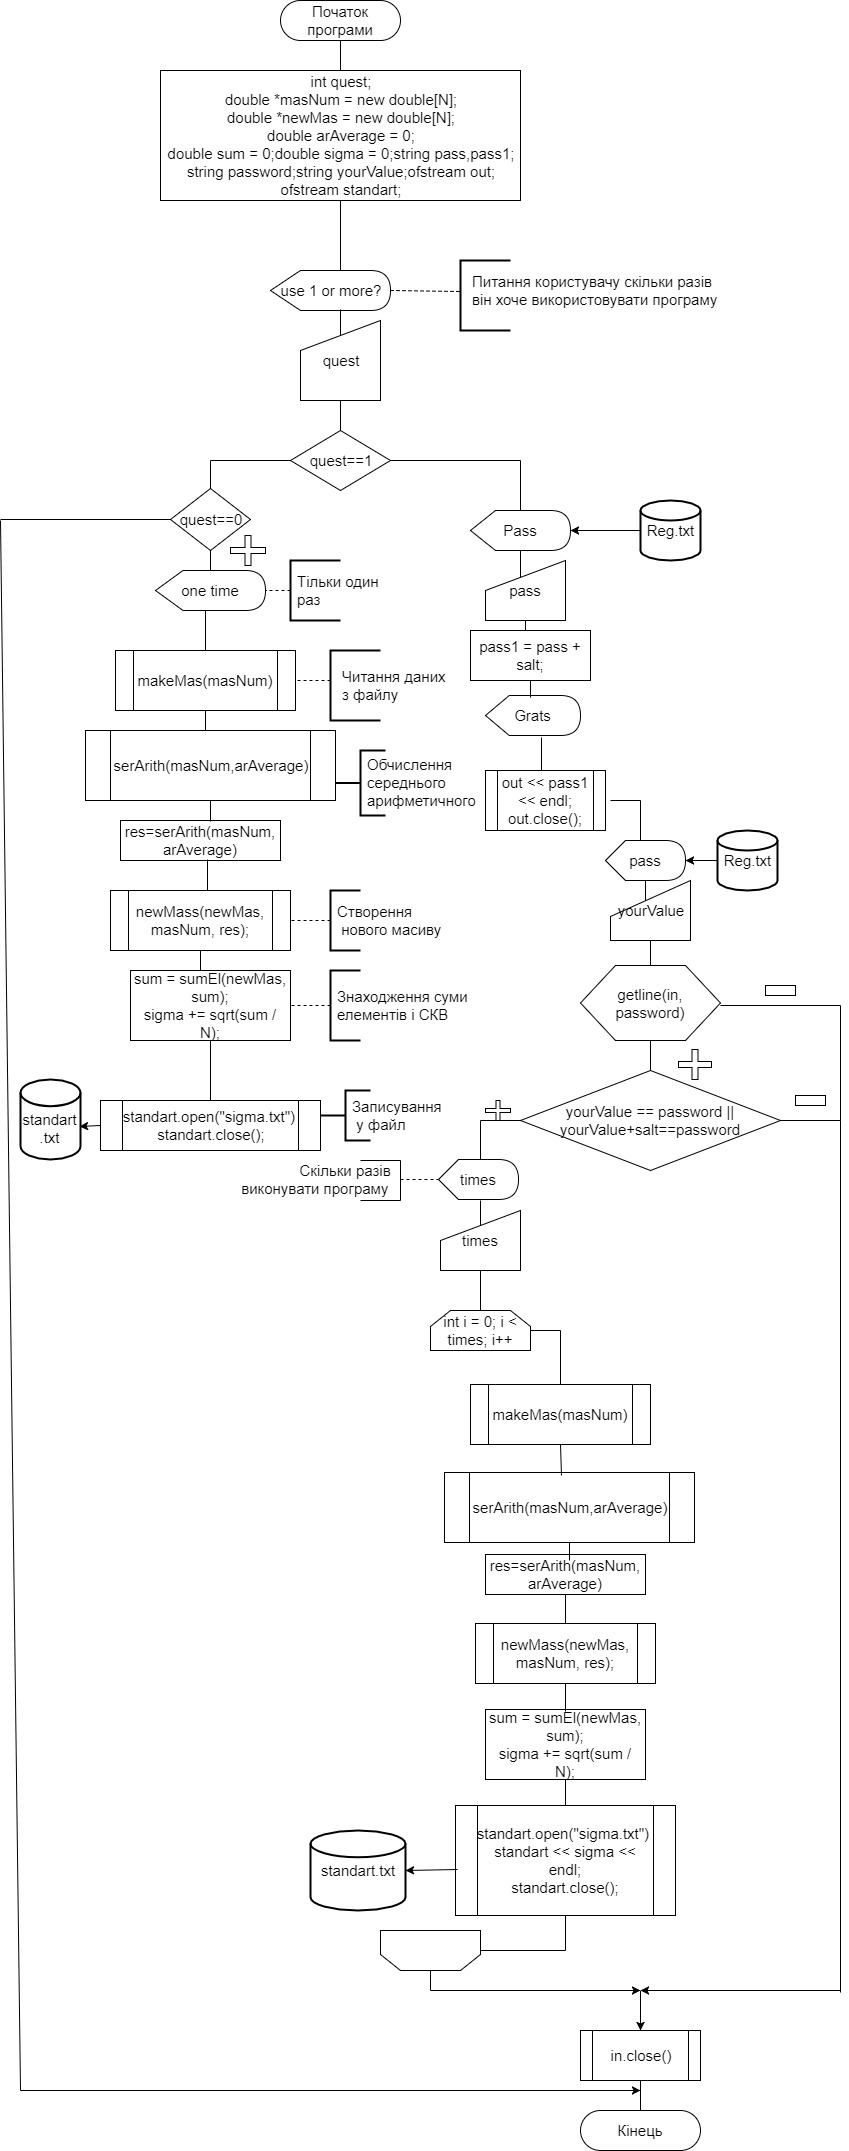 Початок
програми
int quest;
double *masNum = new double[N];
double *newMas = new double[N];
double arAverage = 0;
double sum = 0;double sigma = 0;string pass,pass1;
string password;string yourValue;ofstream out;
ofstream standart;
use 1 or more?
Питання користувачу скільки разів
він хоче використовувати програму
quest
quest==1
quest==0
Pass
Reg.txt
one time
Тільки один
раз
pass
makeMas(masNum)
Читання даних
з файлу
pass1 = pass +
salt;
Grats
serArith(masNum,arAverage)
Обчислення
середнього
арифметичного
out << pass1
<< endl;
out.close();
res=serArith(masNum,
arAverage)
pass
Reg.txt
newMass(newMas,
masNum, res);
Створення
нового масиву
yourValue
sum = sumEl(newMas,
sum);
sigma += sqrt(sum /
N);
Знаходження суми
елементів і СКВ
getline(in,
password)
standart
.txt
standart.open("sigma.txt")
standart.close();
Записування
у файл
yourValue == password ||
yourValue+salt==password
Скільки разів
виконувати програму
times
times
int i = 0; i <
times; i++
makeMas(masNum)
serArith(masNum,arAverage)
res=serArith(masNum,
arAverage)
newMass(newMas,
masNum, res);
sum = sumEl(newMas,
sum);
sigma += sqrt(sum /
N);
standart.txt
standart.open("sigma.txt")
standart << sigma <<
endl;
standart.close();
in.close()
Кінець